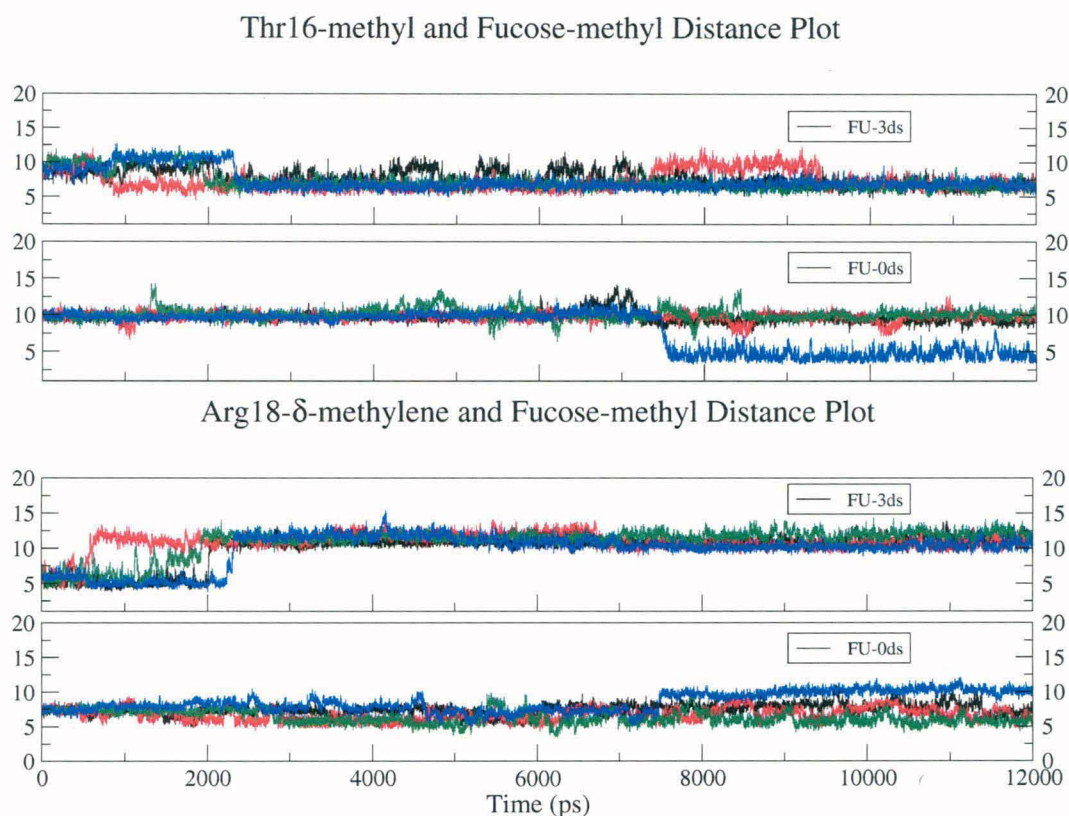 Thr16-methyl and Fucose-methyl Distance Plot
20 20
15 FU-3ds 15
10 10
5 5
20 20
15 FU-0ds 15
10 10
5 5
Arg18-δ-methylene and Fucose-methyl Distance Plot
20 20
15 FU-3ds 15
10 10
5 5
20 20
15 FU-0ds 15
10 10
5 5
0 0
0 2000 4000 6000 8000 10000 12000
Time (ps)